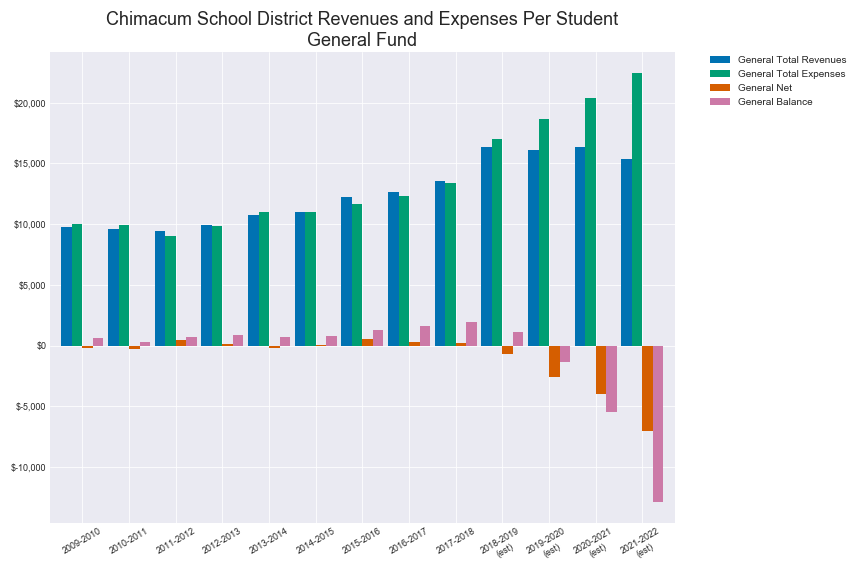 Chimacum School District Revenues and Expenses Per Student
General Fund
General Total Revenues
General Total Expenses
General Net
General Balance
$20,000
$15,000
$10,000
$5,000
$0
$-5,000
$-10,000
2009-2010
2010-2011
2011-2012
2012-2013
2013-2014
2014-2015
2015-2016
2016-2017
2017-2018
2018-2019
(est)
2019-2020
(est)
2020-2021
(est)
2021-2022
(est)